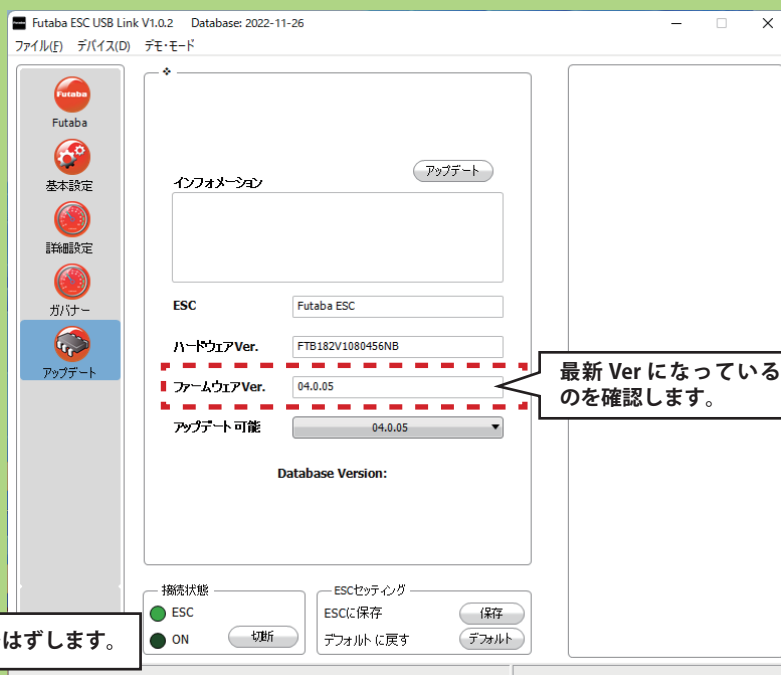 Futaba ESC USB Link V1.0.2 Database: 2022-11-26
ファイル(F) デバイス(D) デモ・モード
Futaba
Futaba
基本設定
詳細設定
ガバナー
アップデート
アップデート
インフォメーション
ESC Futaba ESC
ハードウェアVer. FTB182V1080456NB
ファームウェアVer. 04.0.05
最新 Ver になっている
のを確認します。
アップデート可能 04.0.05
Database Version:
接続状態
ESC
ON 切断
ESCセッティング
ESCに保存 保存
デフォルトに戻す デフォルト
はずします。